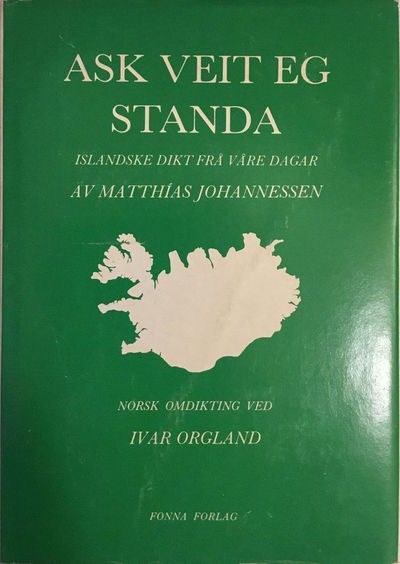 ASK VEIT EG
STANDA
ISLANDSKE DIKT FRÅ VÅRE DAGAR
AV MATTHÍAS JOHANNESSEN
NORSK OMDIKTING VED
IVAR ORGLAND
FONNA FORLAG